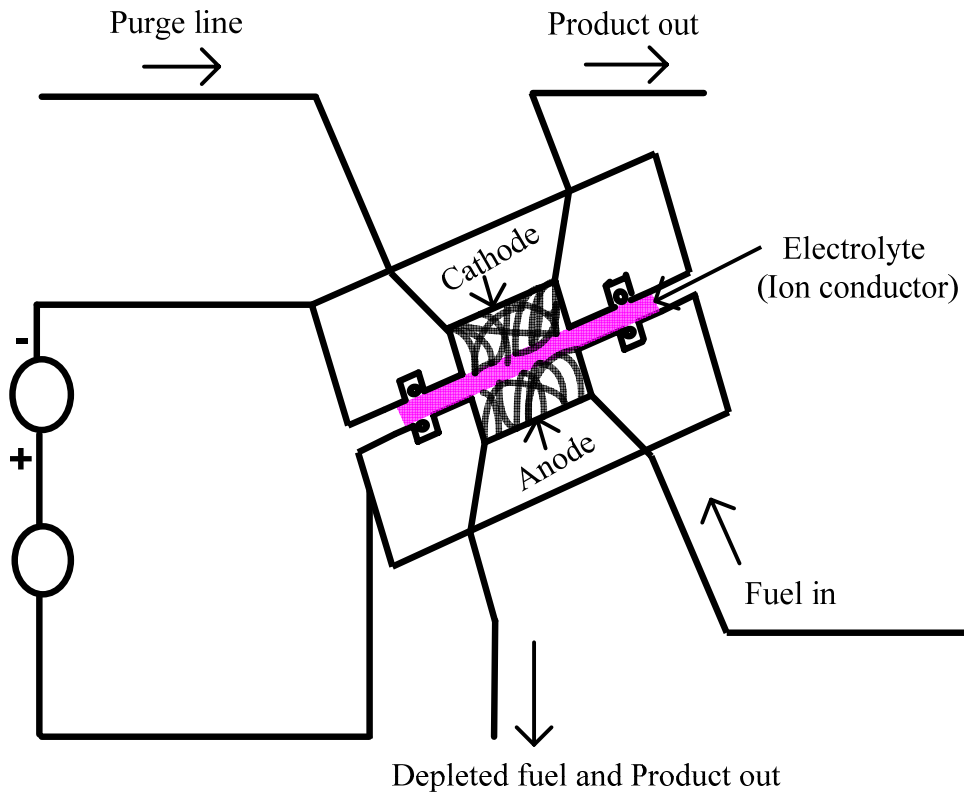 Purge line
Product out
Cathode
Electrolyte
(Ion conductor)
-
+
Anode
Fuel in
Depleted fuel and Product out